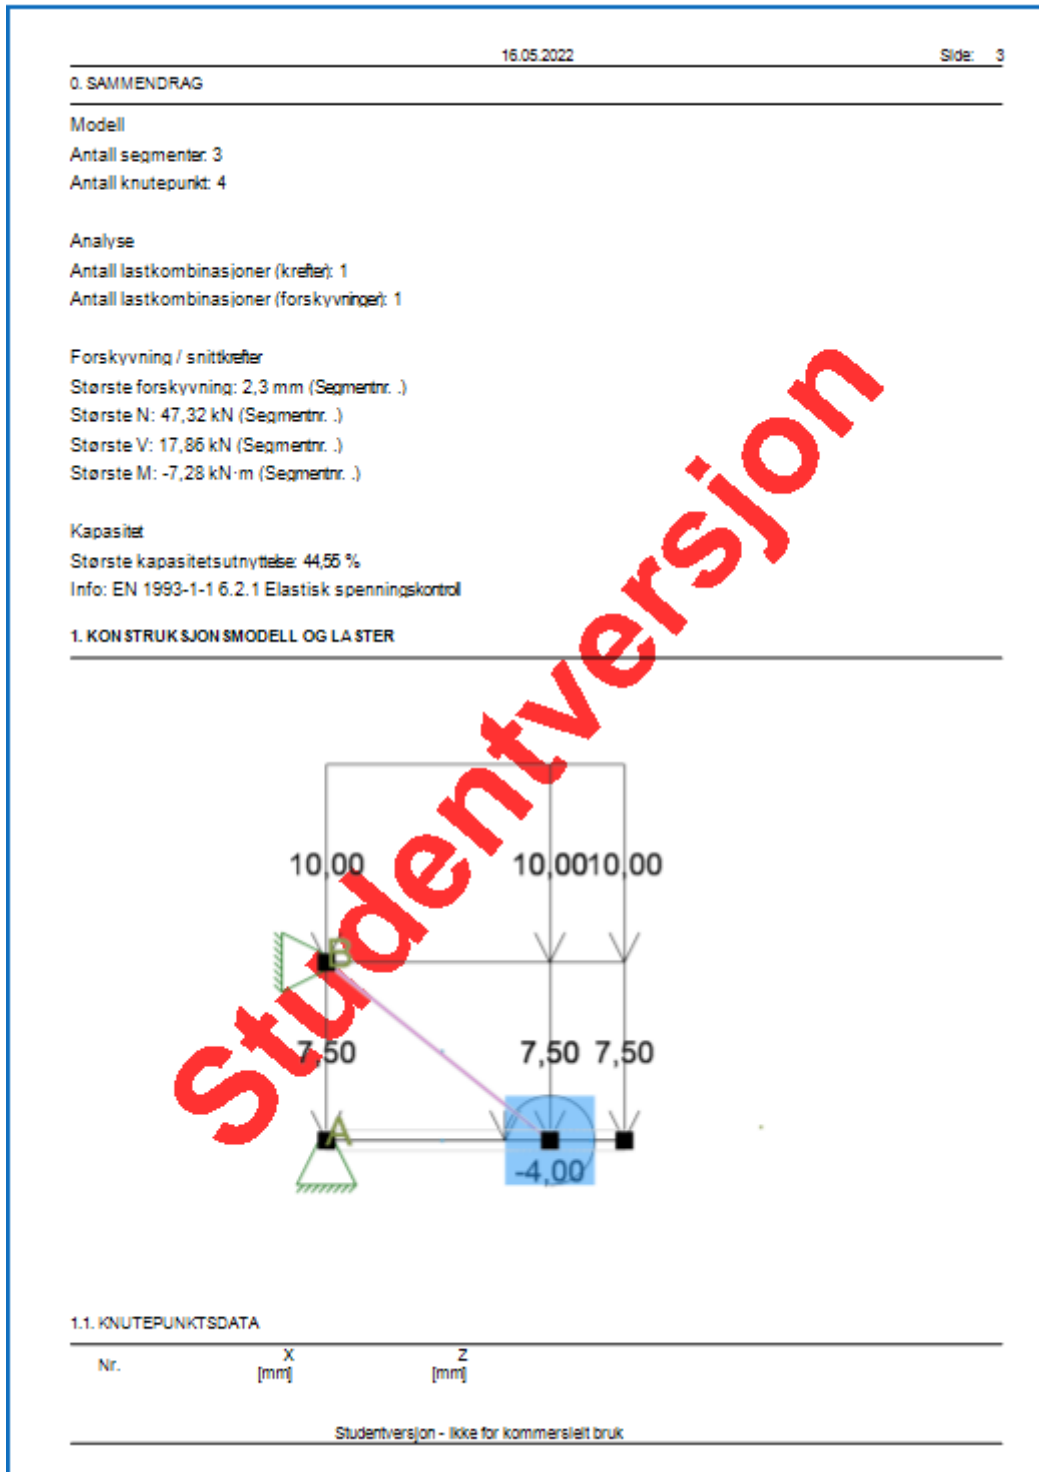 16.05.2022 Side: 3
0. SAMMENDRAG
Modell
Antall segmenter: 3
Antall knutepunkt: 4
Analyse
Antall lastkombinasjoner (krefter): 1
Antall lastkombinasjoner (forskyvninger): 1
Forskyvning / snittkrefter
Største forskyvning: 2,3 mm (Segmentnr. .)
Største N: 47,32 kN (Segmentnr. .)
Største V: 17,86 kN (Segmentnr. .)
Største M: -7,28 kN·m (Segmentnr. .)
Kapasitet
Største kapasitetsutnyttelse: 44,55 %
Info: EN 1993-1-1 6.2.1 Elastisk spenningskontroll
1. KONSTRUKSJONSMODELL OG LASTER
Studentversjon
10,00 10,00 10,00
B
7,50 7,50 7,50
A
-4,00
1.1. KNUTEPUNKTSDATA
Nr. X Z
[mm] [mm]
Studentversjon - Ikke for kommersielt bruk